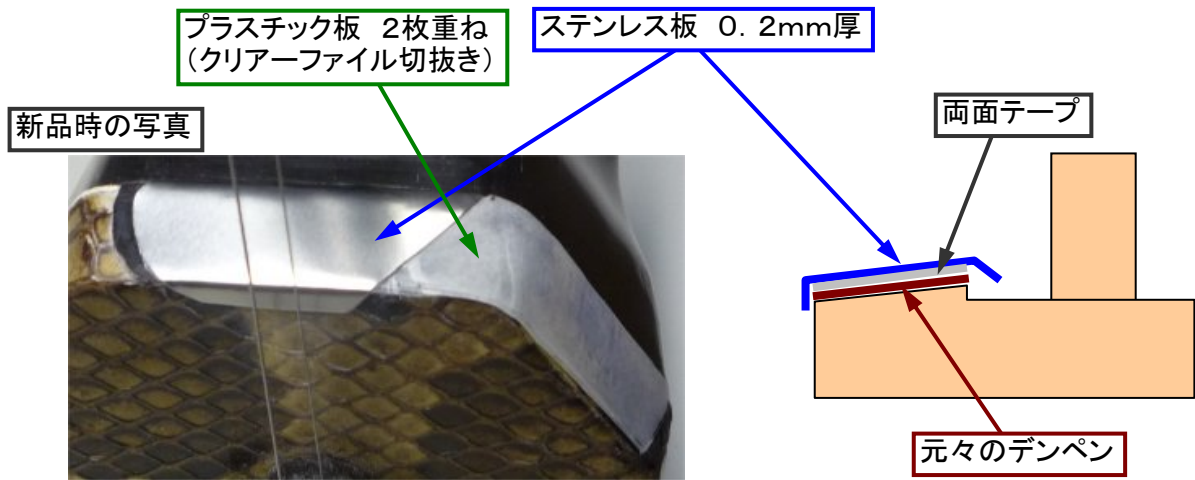 プラスチック板 2枚重ね
（クリアーファイル切抜き）
ステンレス板 0．2mm厚
両面テープ
新品時の写真
元々のデンペン